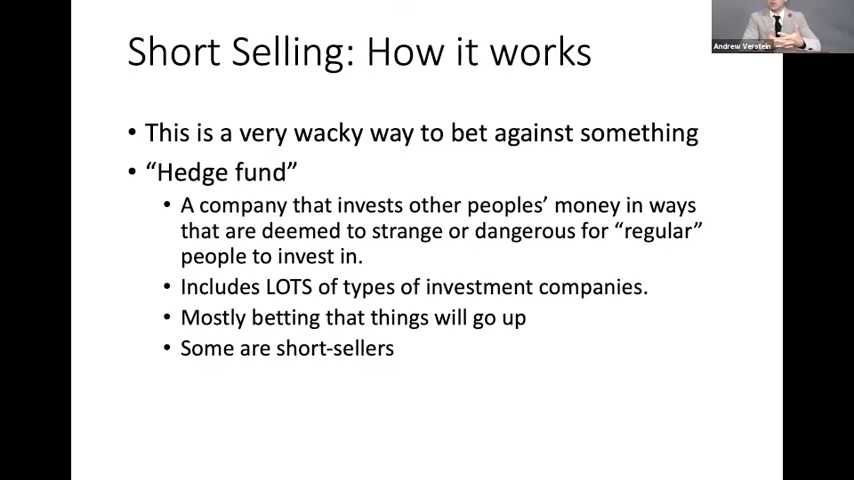 Short Selling: How it works
Andrew Verstein
• This is a very wacky way to bet against something
• “Hedge fund”
• A company that invests other peoples’ money in ways
that are deemed to strange or dangerous for “regular”
people to invest in.
• Includes LOTS of types of investment companies.
• Mostly betting that things will go up
• Some are short-sellers